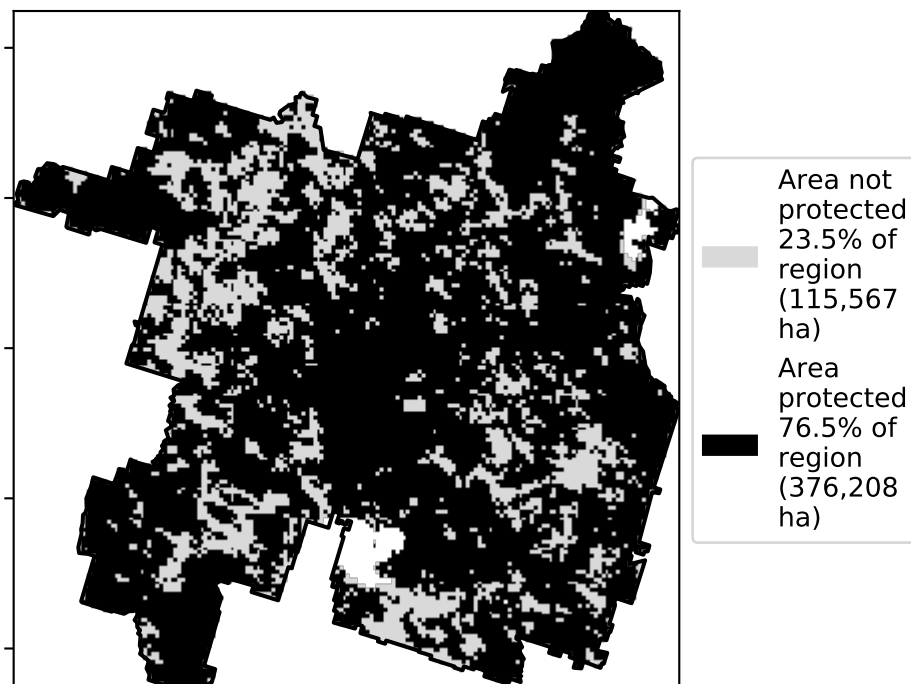 Area not
protected
23.5% of
region
(115,567
ha)
Area
protected
76.5% of
region
(376,208
ha)